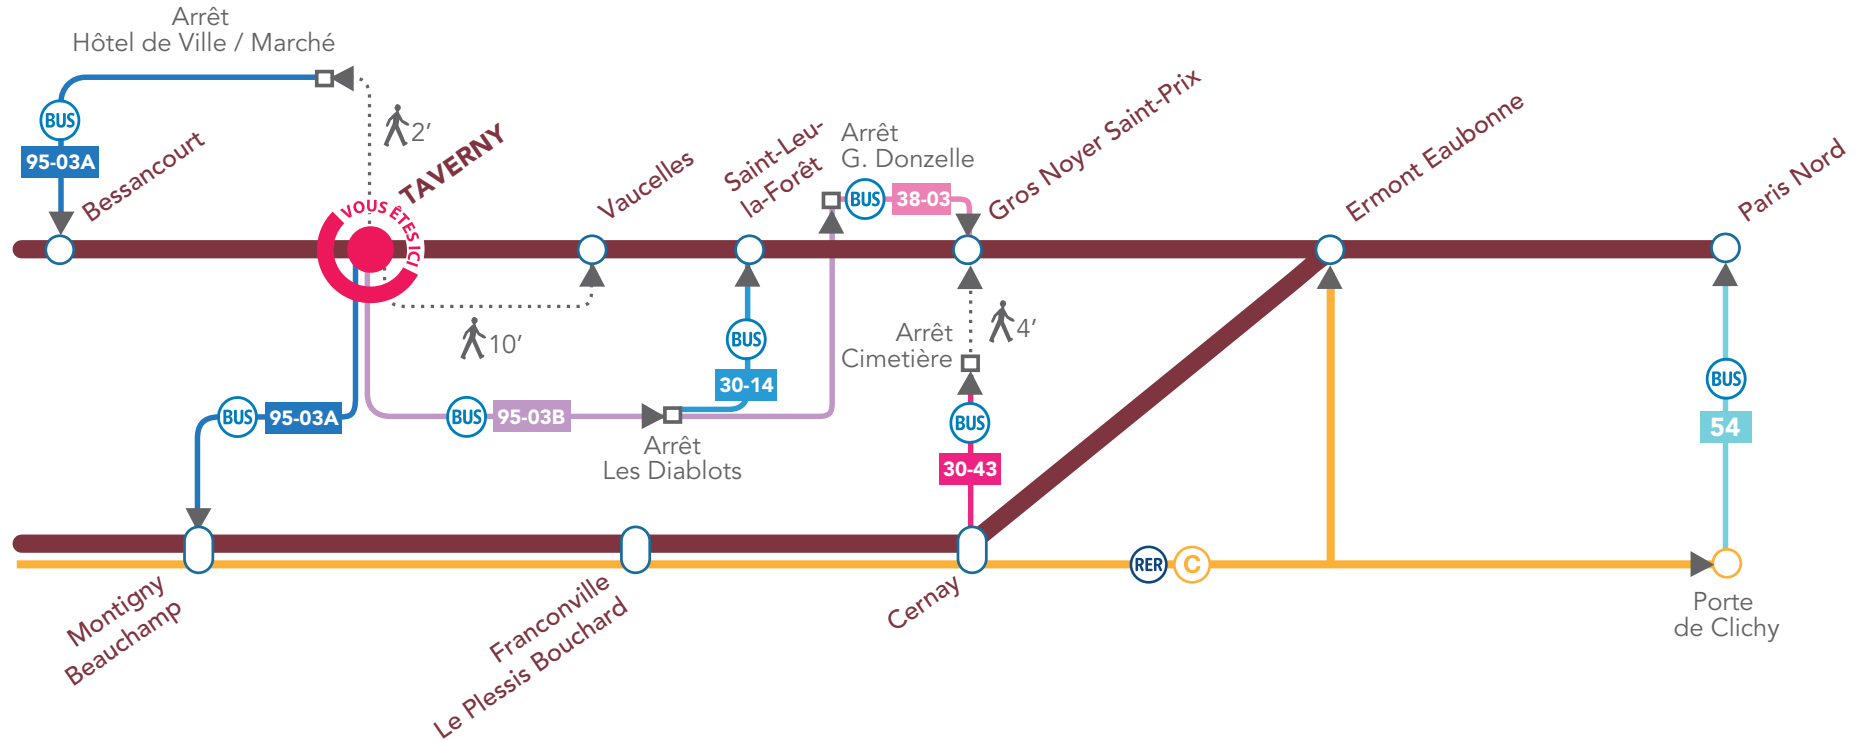 Arrêt
Hôtel de Ville / Marché
BUS
95-03A
Bessancourt
2’
TAVERNY
VOUS ÊTES ICI
Vaucelles
Saint-Leu-
la-Forêt
Arrêt
G. Donzelle
BUS
38-03
Gros Noyer Saint-Prix
Ermont Eaubonne
Paris Nord
10’
BUS
30-14
Arrêt
Cimetière
4’
BUS
95-03A
BUS
95-03B
Arrêt
Les Diablots
BUS
30-43
BUS
54
RER
C
Montigny
Beauchamp
Franconville
Le Plessis Bouchard
Cernay
Porte
de Clichy